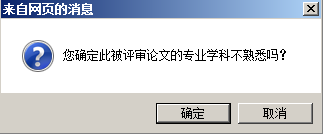 来自网页的消息
您确定此被评审论文的专业学科不熟悉吗？
确定
取消